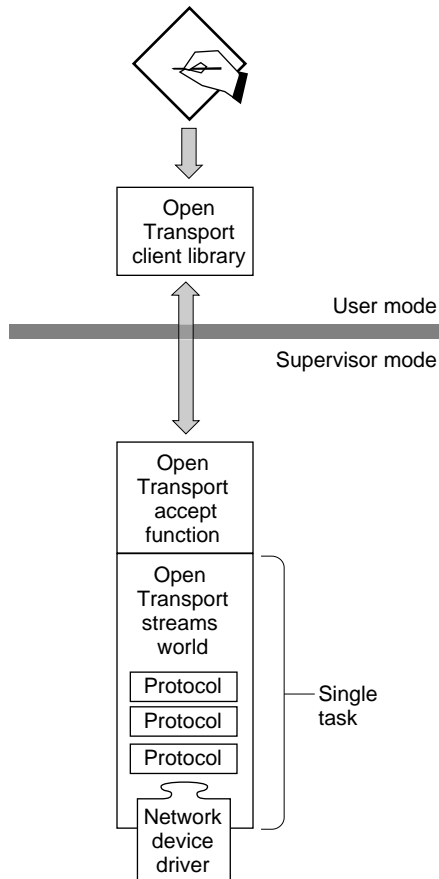 Open
Transport
client library
User mode
Supervisor mode
Open
Transport
accept
function
Open
Transport
streams
world
Protocol
Protocol
Protocol
Single
task
Network
device
driver